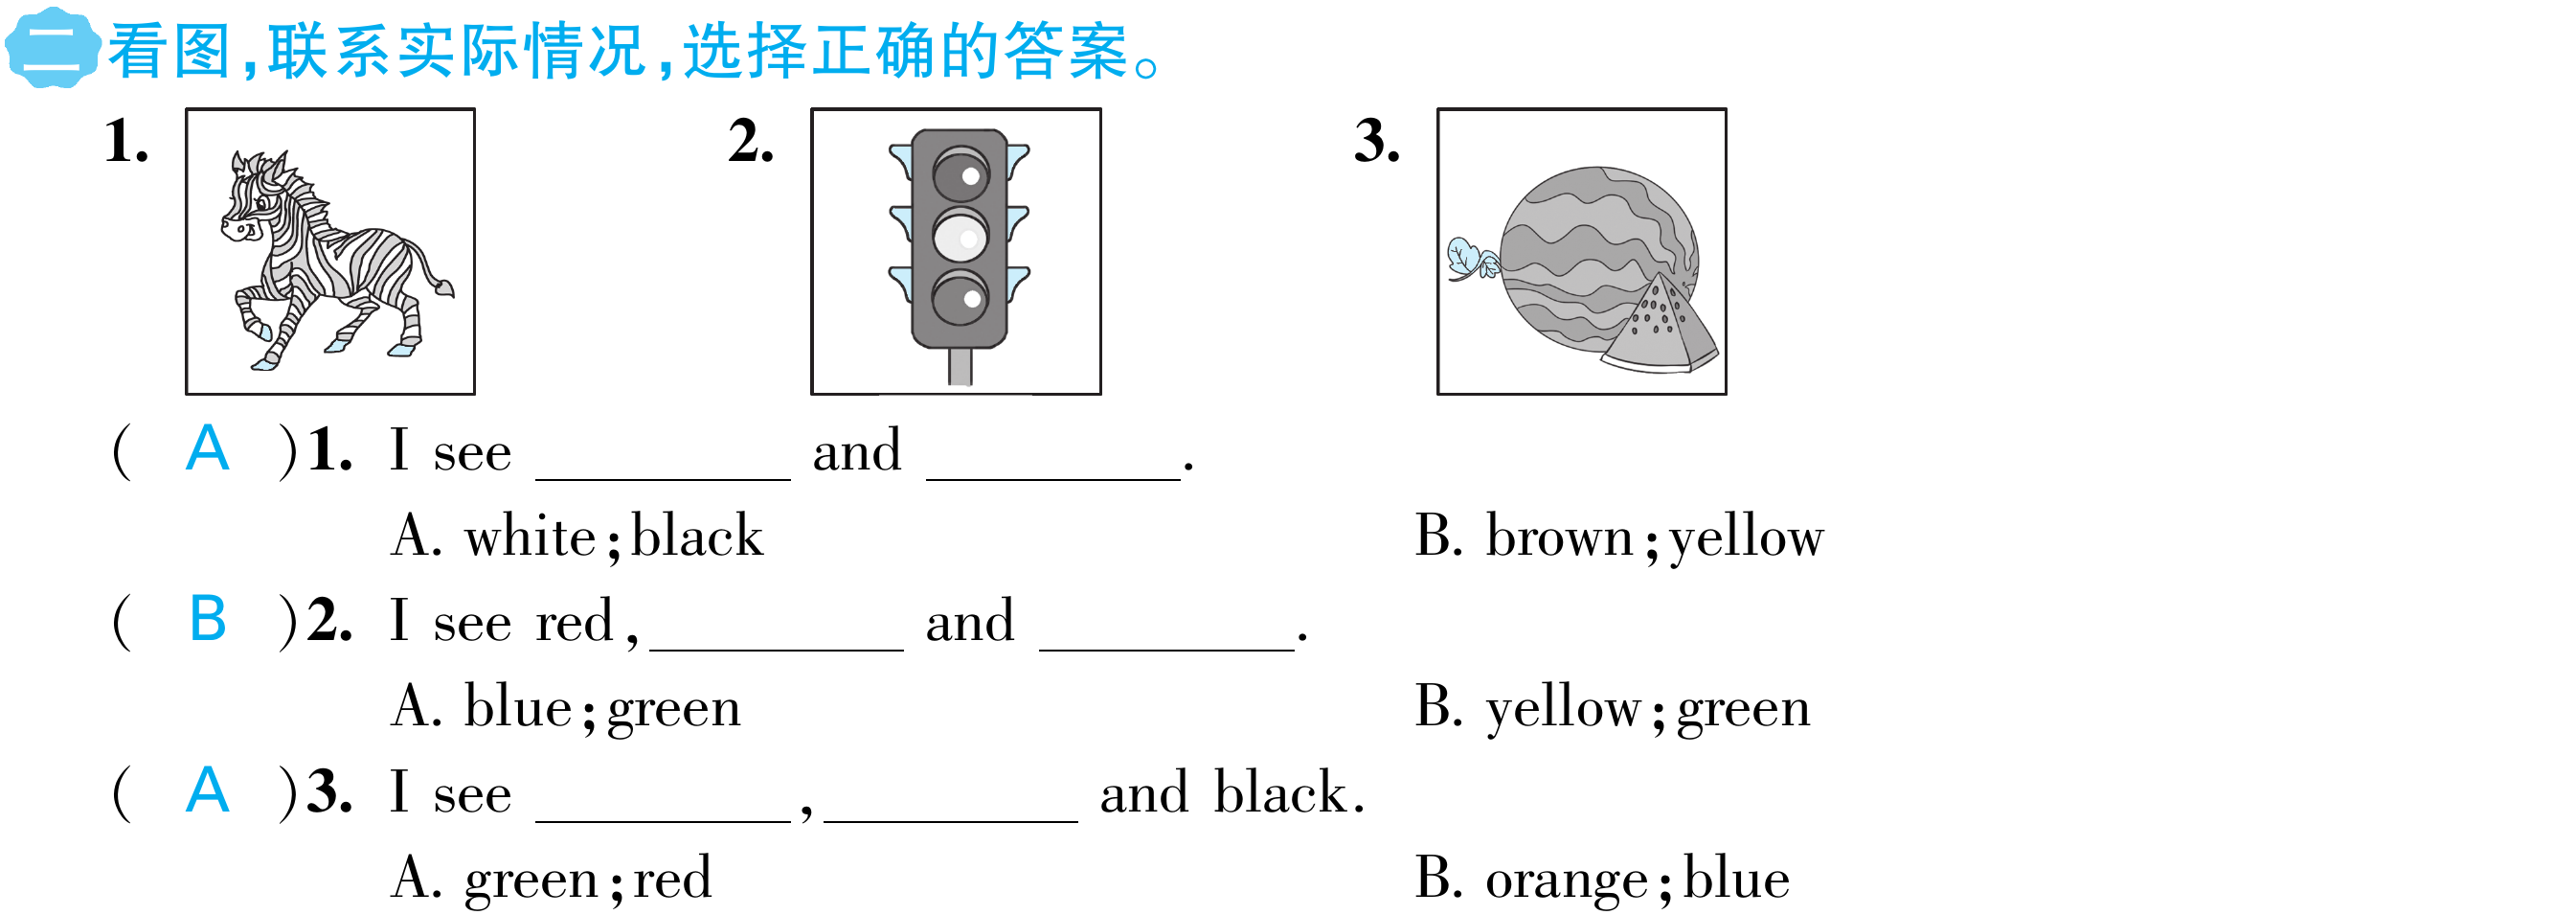 二 看图,联系实际情况,选择正确的答案。
1. 2. 3.
( A )1. I see ________ and ________.
A. white;black B. brown;yellow
( B )2. I see red,________ and ________.
A. blue;green B. yellow;green
( A )3. I see ________,________ and black.
A. green;red B. orange;blue